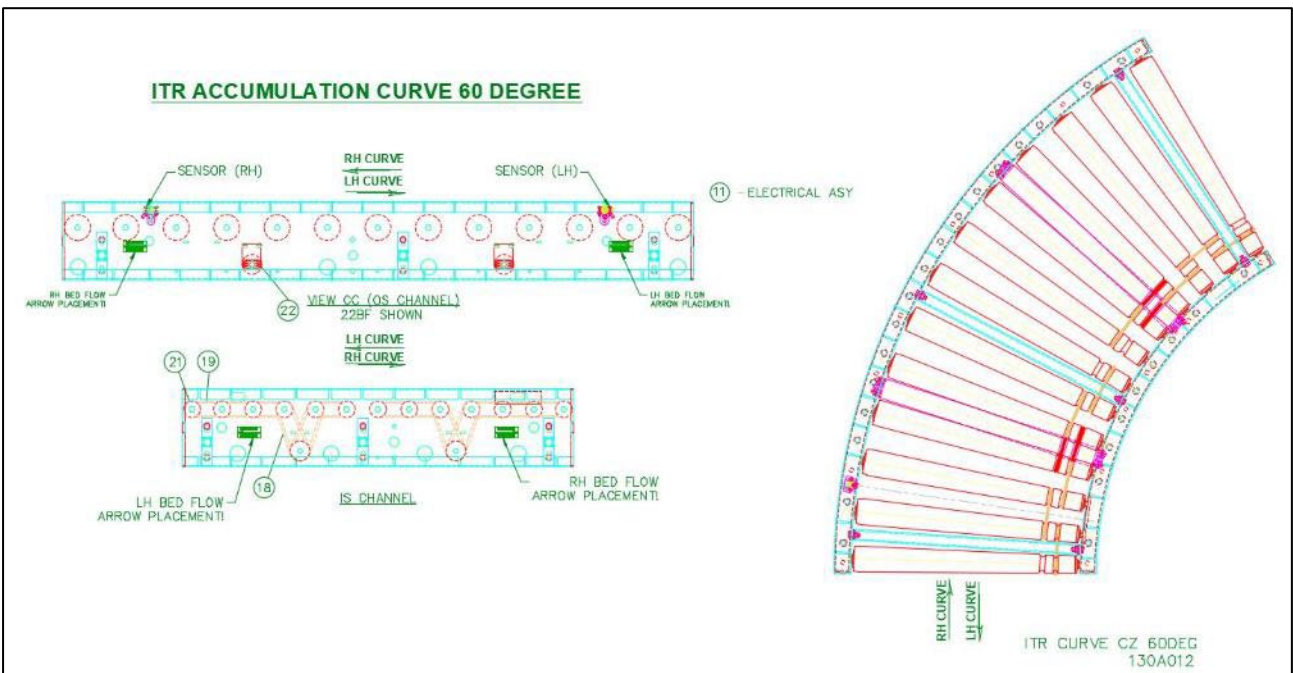 ITR ACCUMULATION CURVE 60 DEGREE
RH CURVE
LH CURVE
SENSOR (RH)
SENSOR (LH)
11 - ELECTRICAL ASY
RH BED FLOW
ARROW PLACEMENT!
22
VIEW CC (OS CHANNEL)
22BF SHOWN
LH BED FLOW
ARROW PLACEMENT!
LH CURVE
RH CURVE
21
19
18
LH BED FLOW
ARROW PLACEMENT!
IS CHANNEL
RH BED FLOW
ARROW PLACEMENT!
RH CURVE
LH CURVE
ITR CURVE CZ 60DEG
130A012